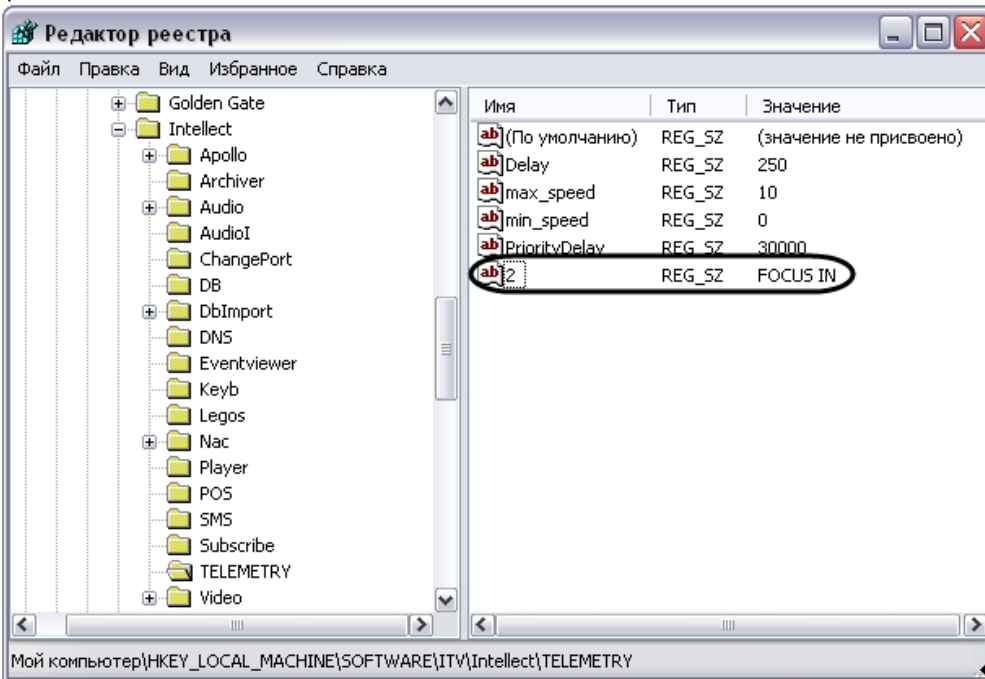 Редактор реестра
Файл Правка Вид Избранное Справка
Golden Gate
Intellect
Apollo
Archiver
Audio
AudioI
ChangePort
DB
DbImport
DNS
Eventviewer
Keyb
Legos
Nac
Player
POS
SMS
Subscribe
TELEMETRY
Video
Имя Тип Значение
(По умолчанию) REG_SZ (значение не присвоено)
Delay REG_SZ 250
max_speed REG_SZ 10
min_speed REG_SZ 0
PriorityDelay REG_SZ 30000
2 REG_SZ FOCUS IN
Мой компьютер\HKEY_LOCAL_MACHINE\SOFTWARE\ITV\Intellect\TELEMETRY